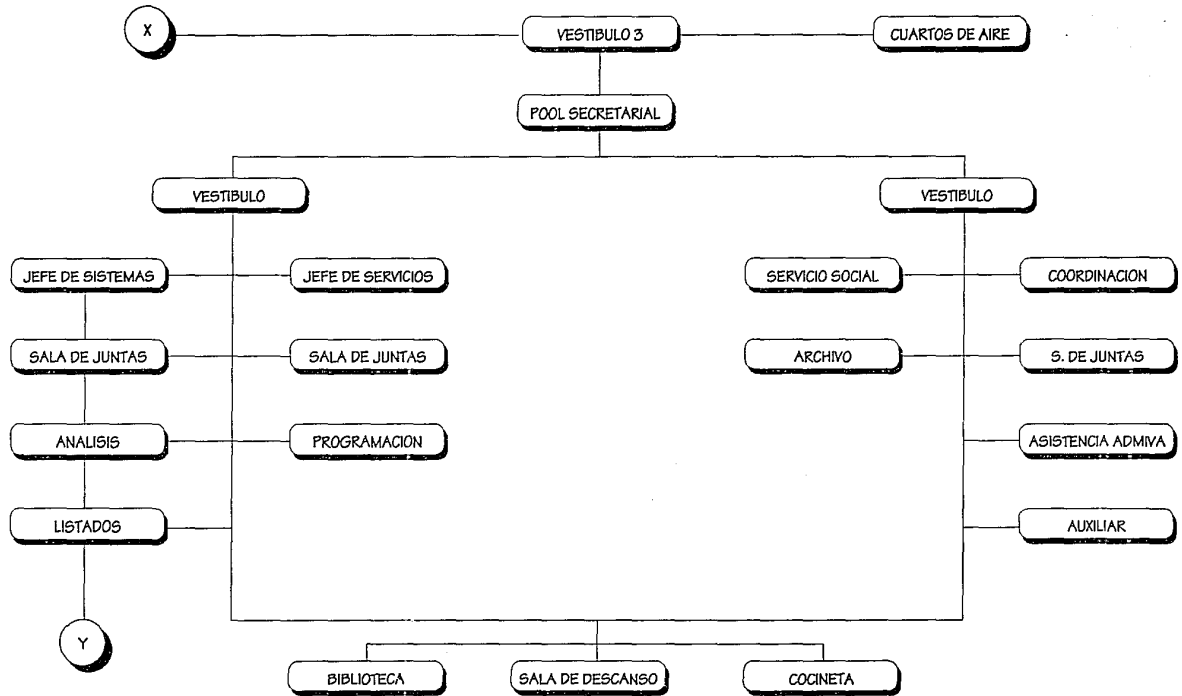 X
VESTIBULO 3
CUARTOS DE AIRE
POOL SECRETARIAL
VESTIBULO
VESTIBULO
JEFE DE SISTEMAS
JEFE DE SERVICIOS
SERVICIO SOCIAL
COORDINACION
SALA DE JUNTAS
SALA DE JUNTAS
ARCHIVO
S. DE JUNTAS
ANALISIS
PROGRAMACION
ASISTENCIA ADMIVA
LISTADOS
AUXILIAR
Y
BIBLIOTECA
SALA DE DESCANSO
COCINETA